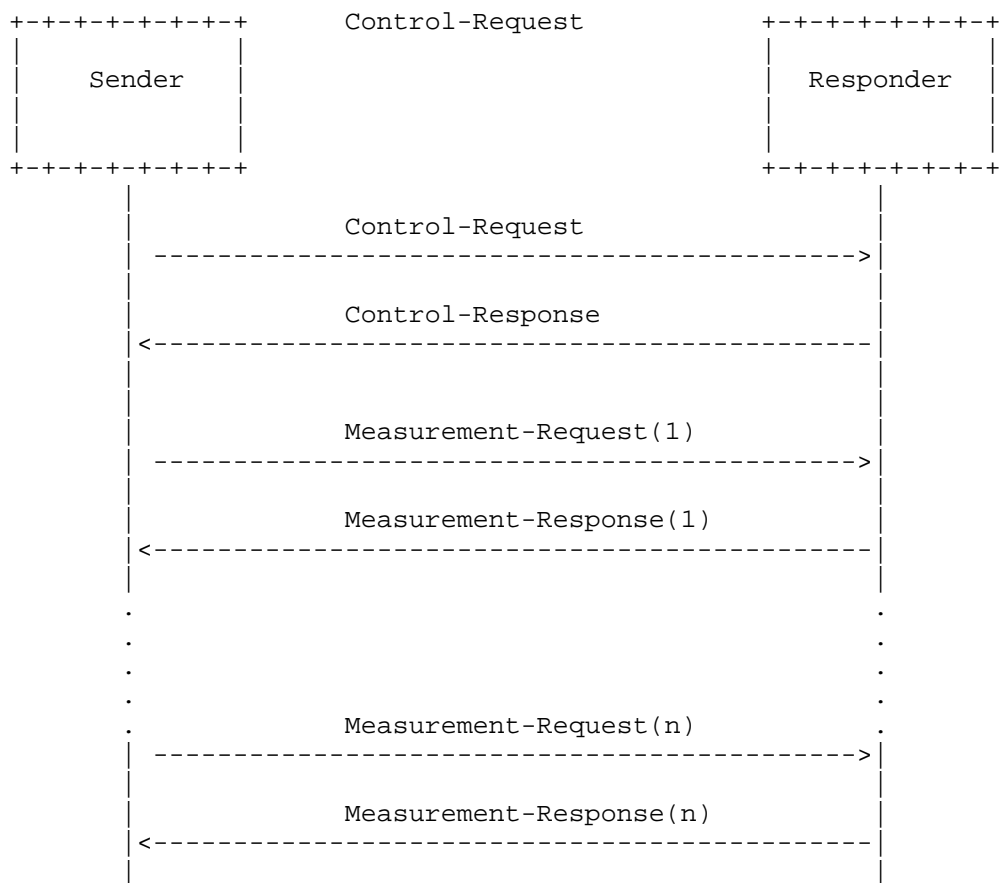 +-+-+-+-+-+-+-+ Control-Request +-+-+-+-+-+-+-+
| | | |
| Sender | | Responder |
| | | |
| | | |
+-+-+-+-+-+-+-+ +-+-+-+-+-+-+-+
| |
| Control-Request |
| -------------------------------------------->|
| |
| Control-Response |
|<---------------------------------------------|
| |
| |
| Measurement-Request(1) |
| -------------------------------------------->|
| |
| Measurement-Response(1) |
|<---------------------------------------------|
| |
. .
. .
. .
. .
. Measurement-Request(n) .
| -------------------------------------------->|
| |
| Measurement-Response(n) |
|<---------------------------------------------|
| |